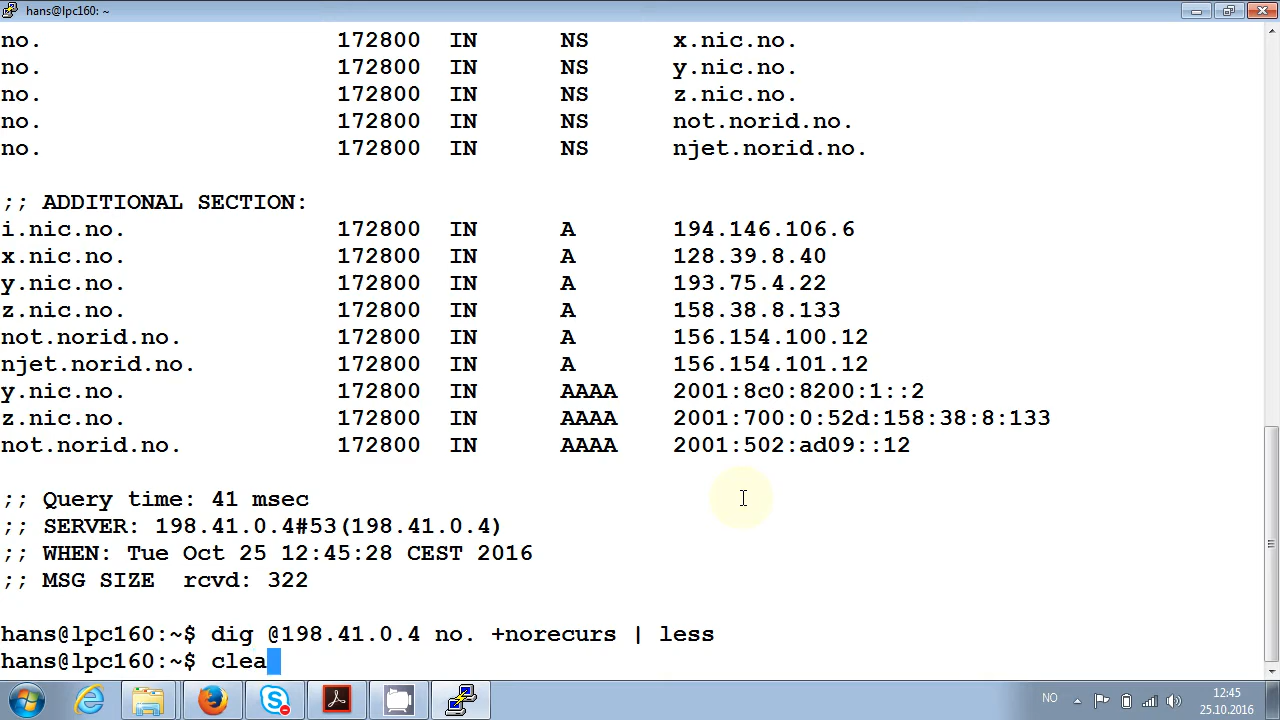 hans@lpc160: ~
no. 172800 IN NS x.nic.no.
no. 172800 IN NS y.nic.no.
no. 172800 IN NS z.nic.no.
no. 172800 IN NS not.norid.no.
no. 172800 IN NS njet.norid.no.
;; ADDITIONAL SECTION:
i.nic.no. 172800 IN A 194.146.106.6
x.nic.no. 172800 IN A 128.39.8.40
y.nic.no. 172800 IN A 193.75.4.22
z.nic.no. 172800 IN A 158.38.8.133
not.norid.no. 172800 IN A 156.154.100.12
njet.norid.no. 172800 IN A 156.154.101.12
y.nic.no. 172800 IN AAAA 2001:8c0:8200:1::2
z.nic.no. 172800 IN AAAA 2001:700:0:52d:158:38:8:133
not.norid.no. 172800 IN AAAA 2001:502:ad09::12
;; Query time: 41 msec
;; SERVER: 198.41.0.4#53(198.41.0.4)
;; WHEN: Tue Oct 25 12:45:28 CEST 2016
;; MSG SIZE rcvd: 322
hans@lpc160:~$ dig @198.41.0.4 no. +norecurs | less
hans@lpc160:~$ clea
NO
12:45
25.10.2016